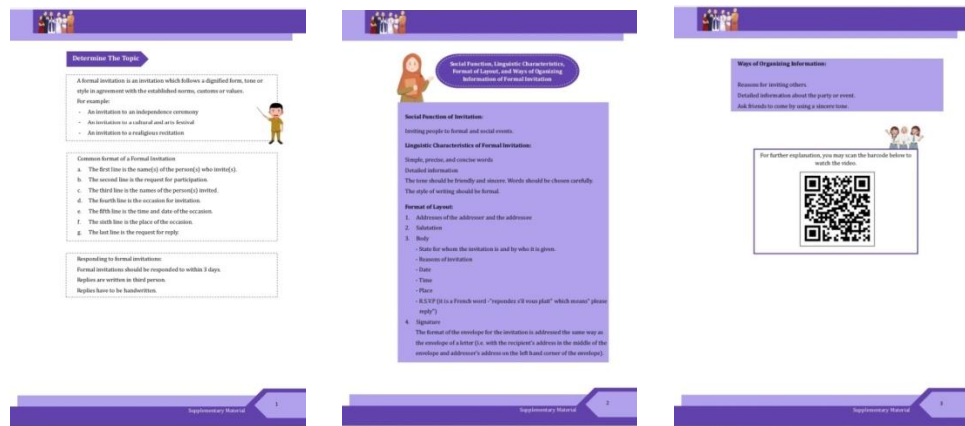 Determine The Topic
A formal invitation is an invitation which follows a dignified form, tone or
style in agreement with the established norms, customs or values.
For example:
- An invitation to an independence ceremony
- An invitation to a cultural and arts festival
- An invitation to a realigious recitation
Common format of a Formal Invitation
a. The first line is the name(s) of the person(s) who invite(s).
b. The second line is the request for participation.
c. The third line is the names of the person(s) invited.
d. The fourth line is the occasion for invitation.
e. The fifth line is the time and date of the occasion.
f. The sixth line is the place of the occasion.
g. The last line is the request for reply.
Responding to formal invitations:
Formal invitations should be responded to within 3 days.
Replies are written in third person.
Replies have to be handwritten.
Supplementary Material
1
Social Function, Linguistic Characteristics,
Format of Layout, and Ways of Oganizing
Information of Formal Invitation
Social Function of Invitation:
Inviting people to formal and social events.
Linguistic Characteristics of Formal Invitation:
Simple, precise, and concise words
Detailed information
The tone should be friendly and sincere. Words should be chosen carefully.
The style of writing should be formal.
Format of Layout:
1. Addresses of the addresser and the addressee
2. Salutation
3. Body
- State for whom the invitation is and by who it is given.
- Reasons of invitation
- Date
- Time
- Place
- R.S.V.P (it is a French word -"repondez s'il vous plait" which means" please
reply")
4. Signature
The format of the envelope for the invitation is addressed the same way as
the envelope of a letter (i.e. with the recipient's address in the middle of the
envelope and addresser's address on the left hand corner of the envelope).
Supplementary Material
2
Ways of Organizing Information:
Reasons for inviting others
Detailed information about the party or event.
Ask friends to come by using a sincere tone.
For further explanation, you may scan the barcode below to
watch the video.
Supplementary Material
3